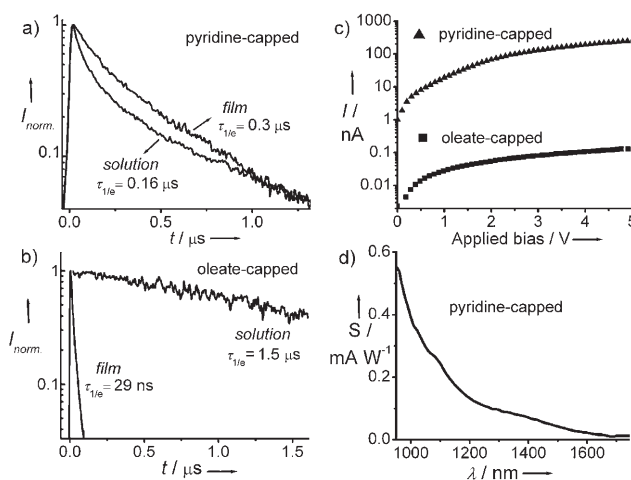 a)
pyridine-capped
1
0.1
I norm.
film
τ1/e = 0.3 μs
solution
τ1/e = 0.16 μs
0.0 0.5 1.0
t / μs
b)
oleate-capped
1
0.1
I norm.
film
τ1/e = 29 ns
solution
τ1/e = 1.5 μs
0.0 0.5 1.0 1.5
t / μs
c)
1000
100
10
1
0.1
0.01
I /
nA
pyridine-capped
oleate-capped
0 1 2 3 4 5
Applied bias / V
d)
pyridine-capped
0.6
0.4
0.2
0.0
S /
mA W-1
1000 1200 1400 1600
λ / nm